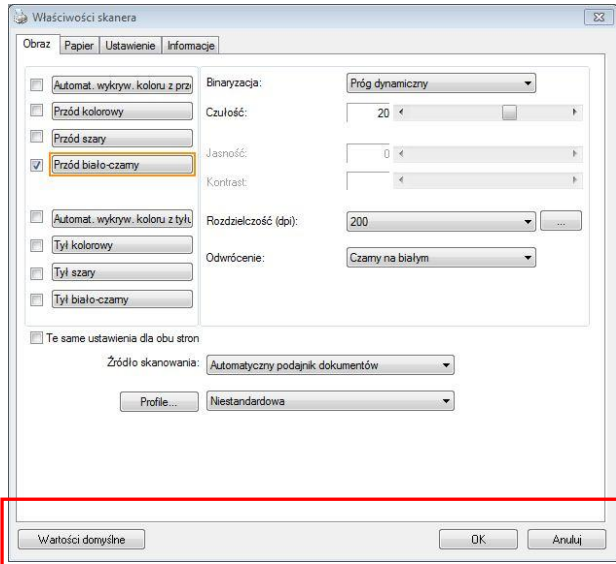 Właściwości skanera
Obraz Papier Ustawienie Informacje
Automat. wykryw. koloru z prze
Przód kolorowy
Przód szary
Przód biało-czarny
Automat. wykryw. koloru z tyłu
Tył kolorowy
Tył szary
Tył biało-czarny
Binaryzacja: Próg dynamiczny
Czułość: 20
Jasność: 0
Kontrast:
Rozdzielczość (dpi): 200 ...
Odwrócenie: Czarny na białym
Te same ustawienia dla obu stron
Źródło skanowania: Automatyczny podajnik dokumentów
Profile... Niestandardowa
Wartości domyślne OK Anuluj